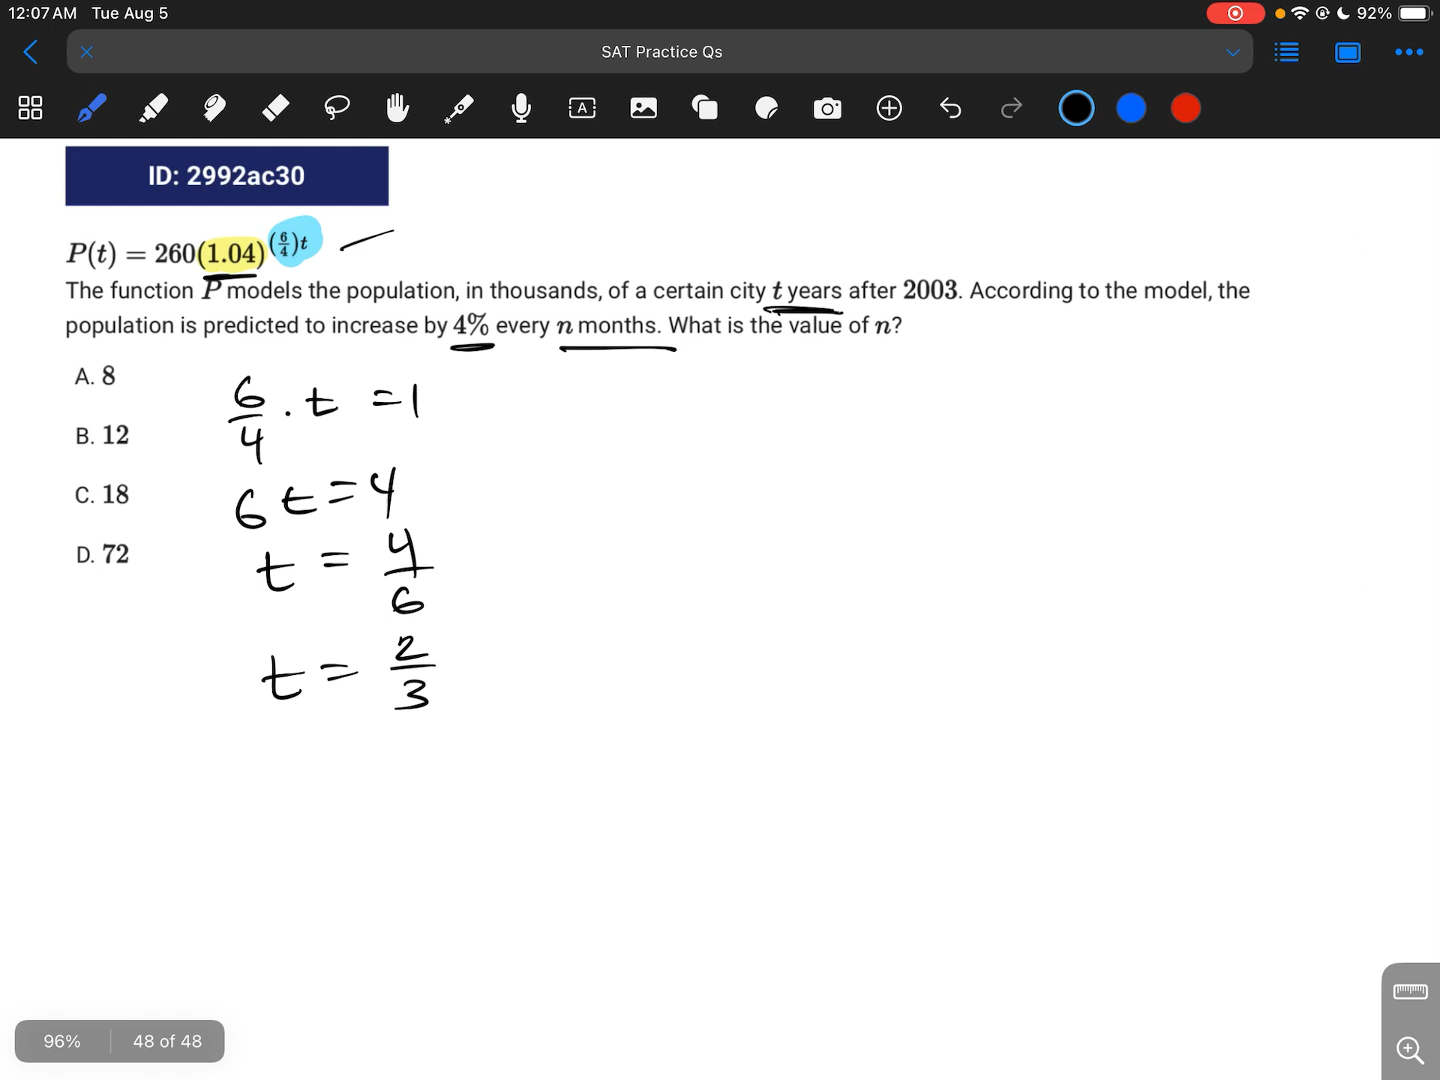 12:07 AM Tue Aug 5 92%
SAT Practice Qs
A
ID: 2992ac30
P(t) = 260(1.04)^(6/4)t
The function P models the population, in thousands, of a certain city t years after 2003. According to the model, the
population is predicted to increase by 4% every n months. What is the value of n?
A. 8
B. 12
C. 18
D. 72
6/4 · t = 1
6t = 4
t = 4/6
t = 2/3
96% 48 of 48